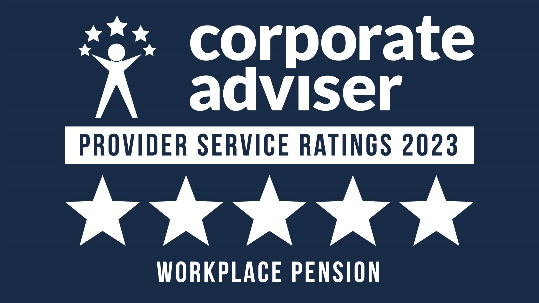 corporate
adviser
PROVIDER SERVICE RATINGS 2023
WORKPLACE PENSION